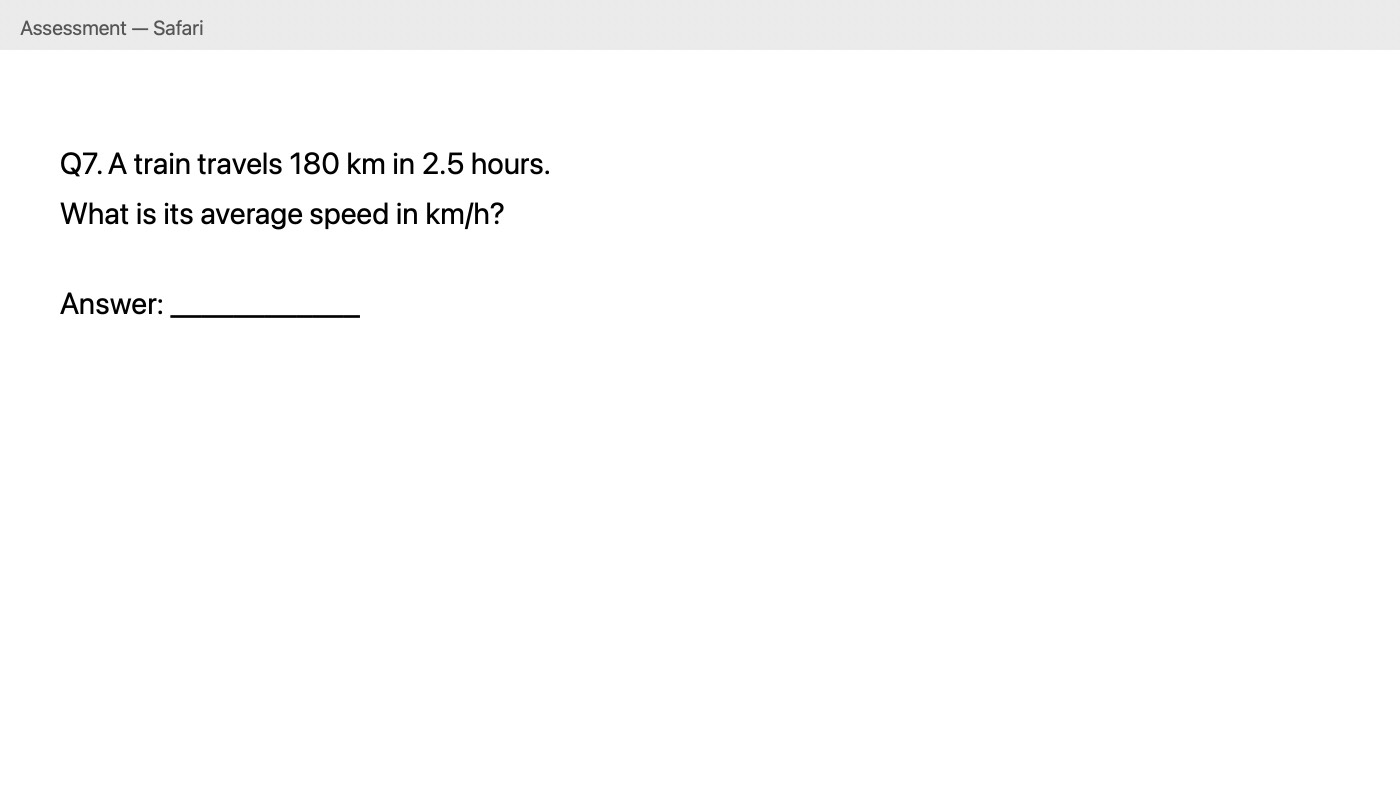 Assessment — Safari
Q7. A train travels 180 km in 2.5 hours.
What is its average speed in km/h?
Answer: _____________